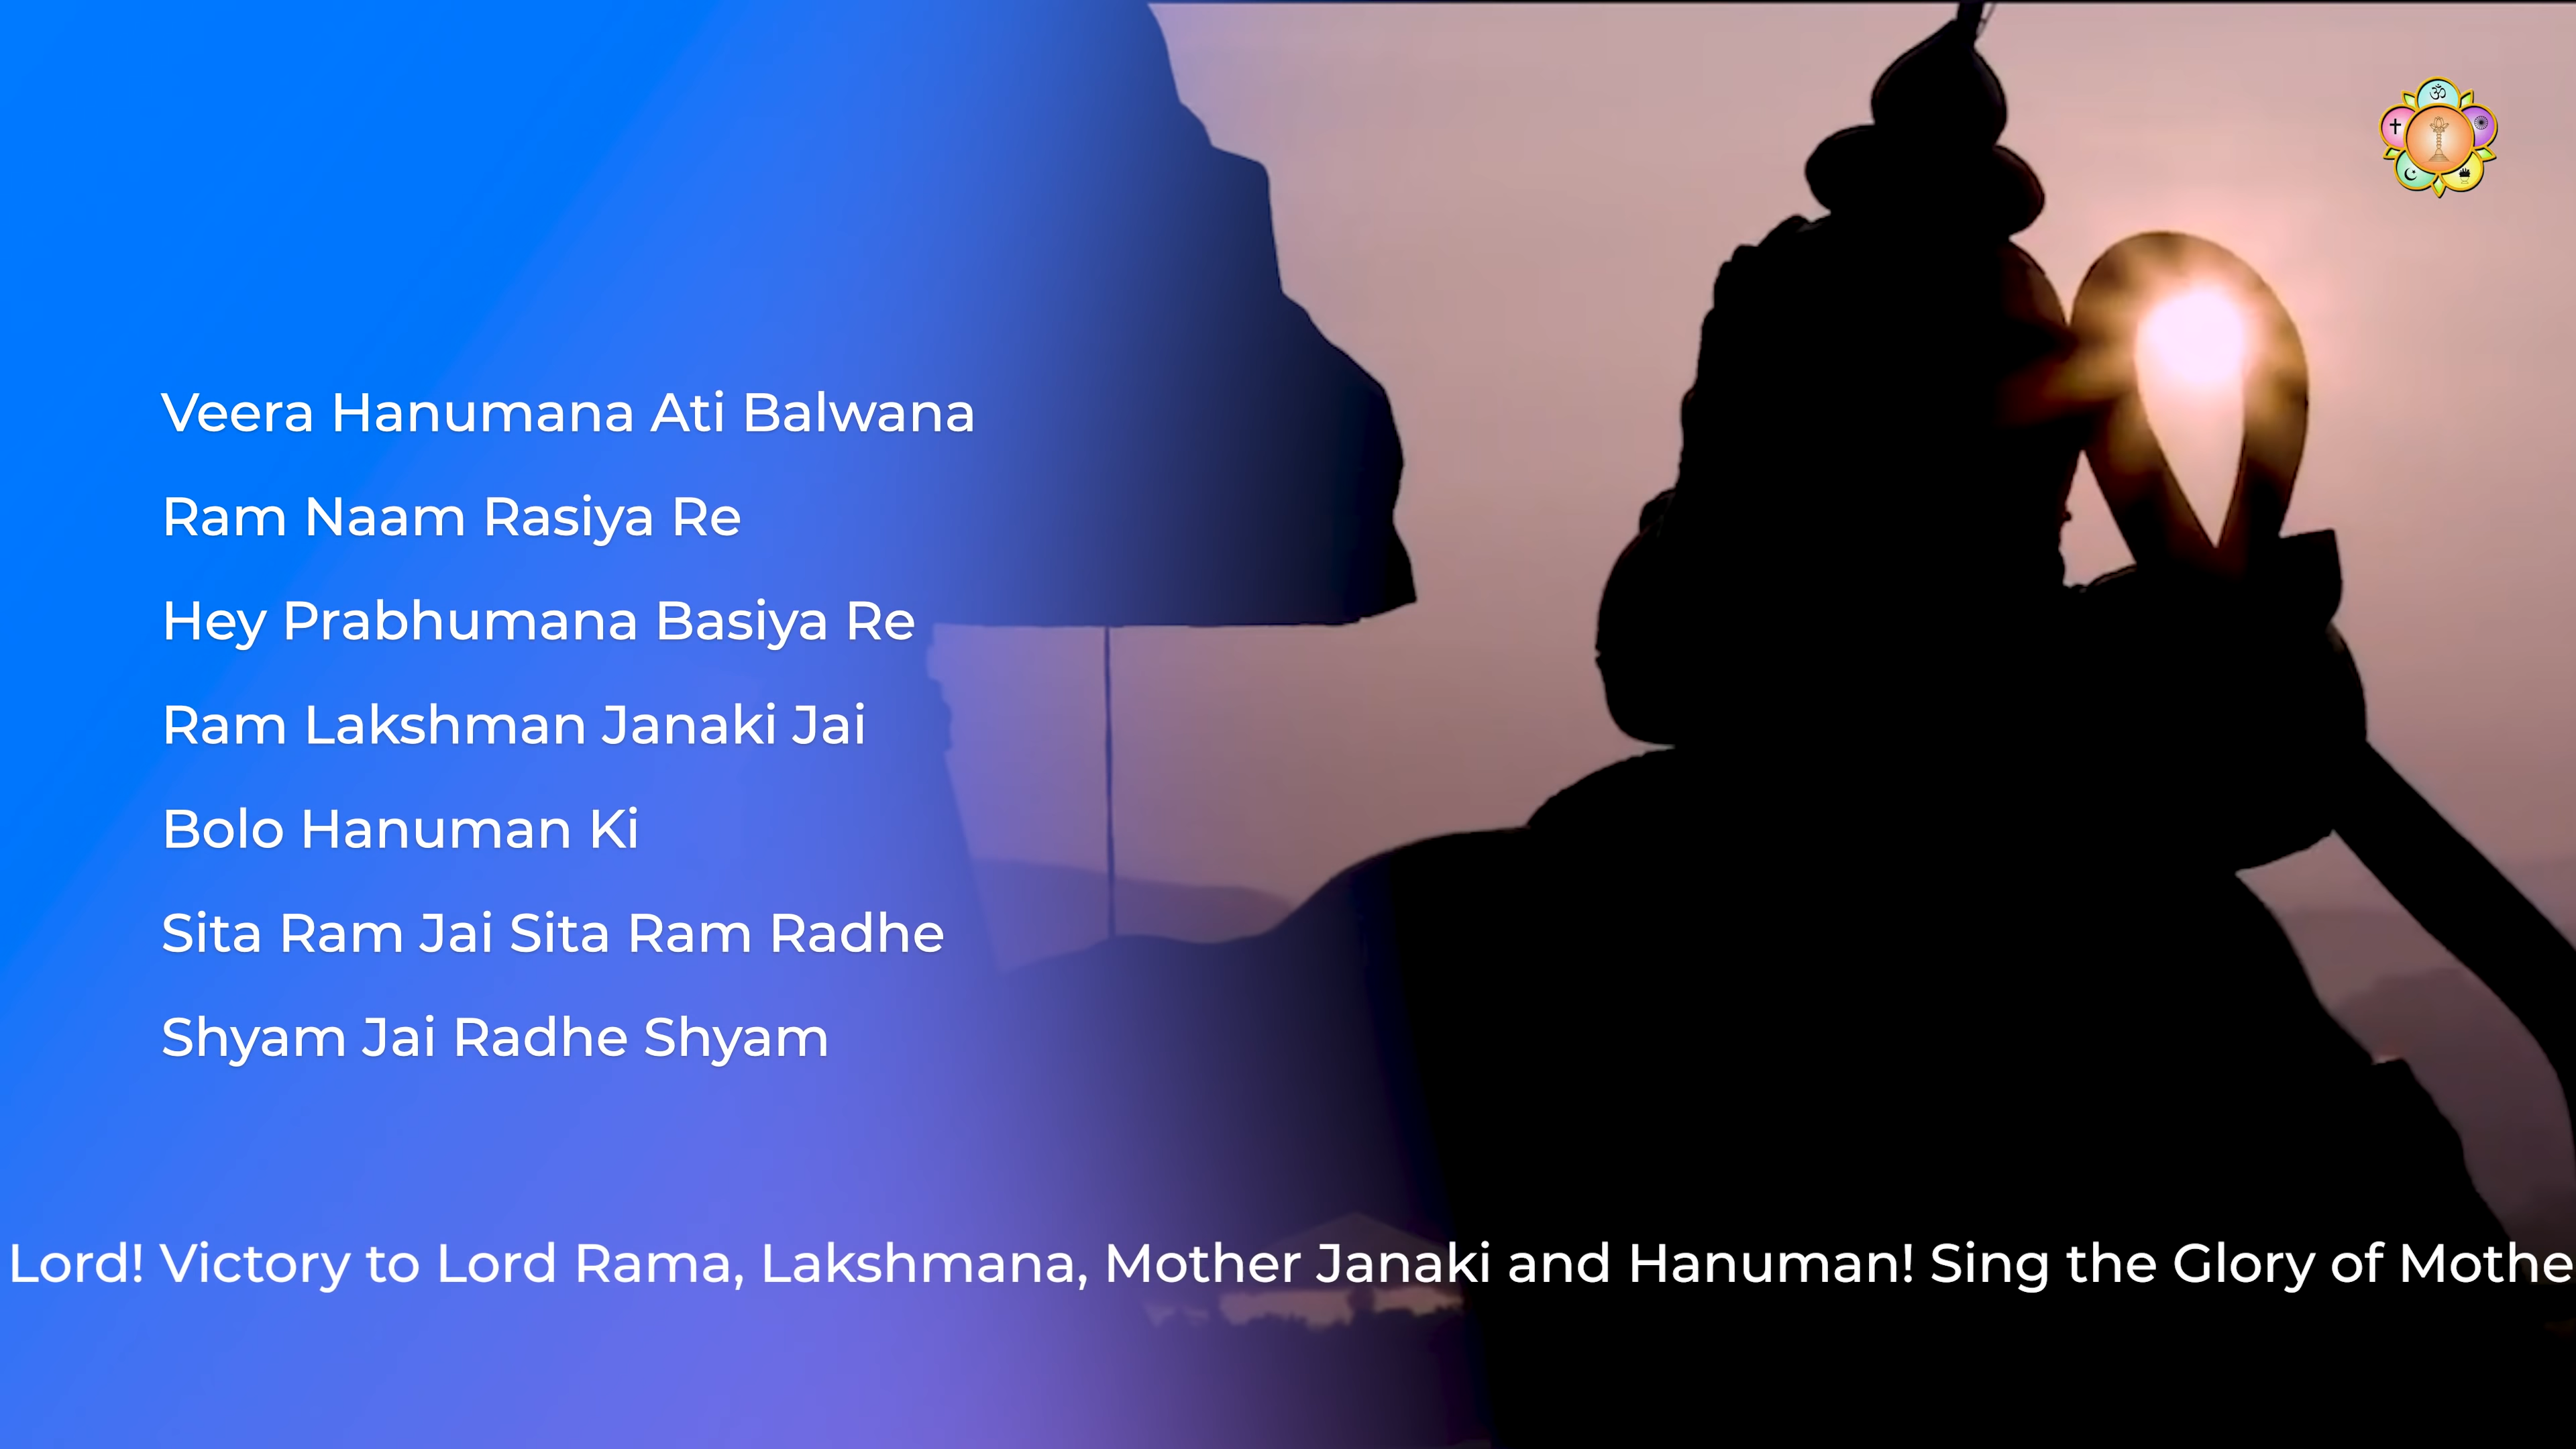 Veera Hanumana Ati Balwana
Ram Naam Rasiya Re
Hey Prabhumana Basiya Re
Ram Lakshman Janaki Jai
Bolo Hanuman Ki
Sita Ram Jai Sita Ram Radhe
Shyam Jai Radhe Shyam
Lord! Victory to Lord Rama, Lakshmana, Mother Janaki and Hanuman! Sing the Glory of Mothe
ॐ